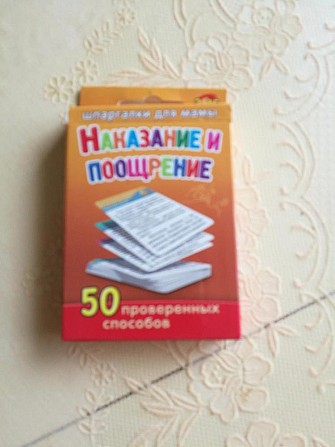 шпаргалки для мамы
НАКАЗАНИЕ И
ПООЩРЕНИЕ
50 проверенных
способов